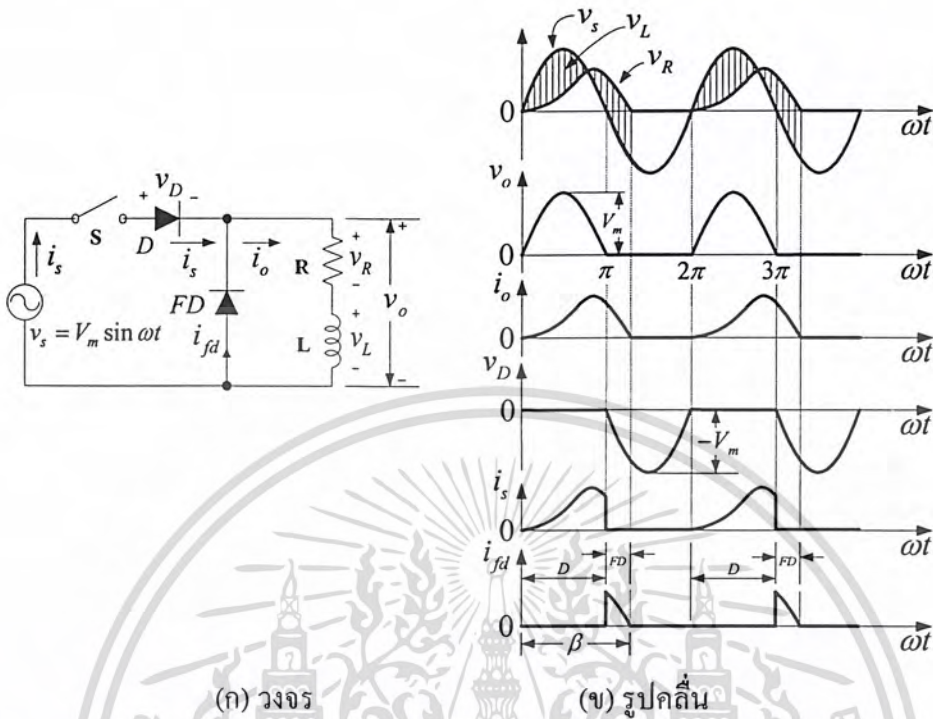 v_D
+ −
S
D
i_s
i_s
i_o
R
+
v_R
−
+
v_o
FD
v_s = V_m sin ωt
i_fd
L
+
v_L
−
−
(ก) วงจร
v_s
v_L
v_R
0
ωt
v_o
V_m
0
π
2π
3π
ωt
i_o
0
ωt
v_D
0
−V_m
ωt
i_s
0
ωt
i_fd
D
FD
D
FD
0
ωt
β
(ข) รูปคลื่น